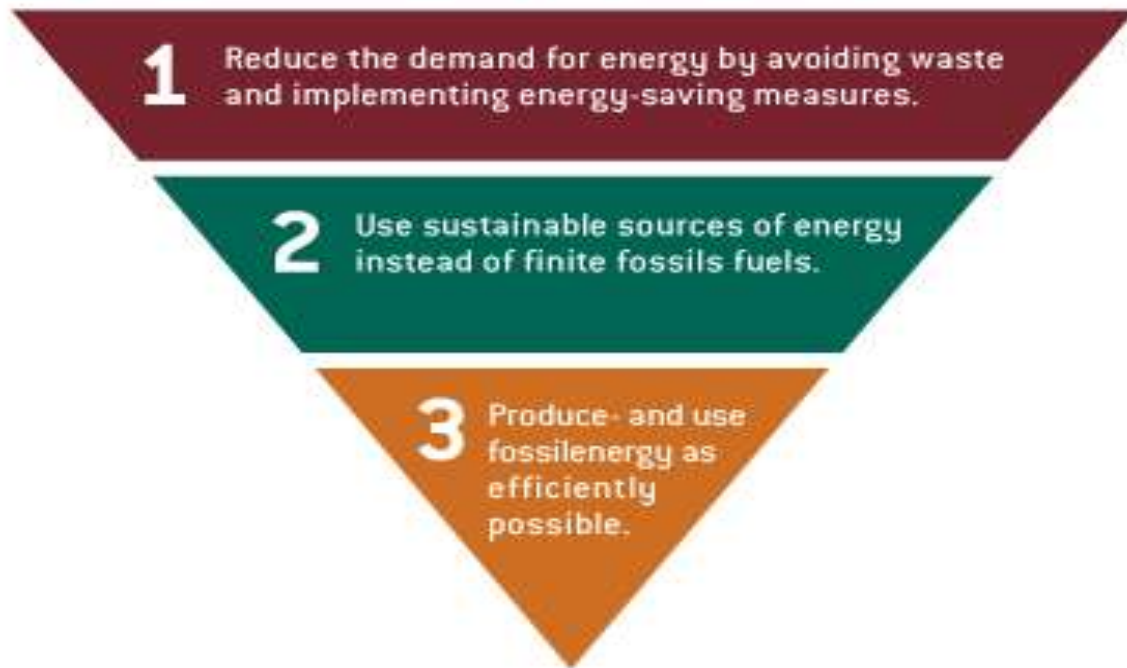 1
Reduce the demand for energy by avoiding waste
and implementing energy-saving measures.
2
Use sustainable sources of energy
instead of finite fossils fuels.
3
Produce- and use
fossilenergy as
efficiently
possible.